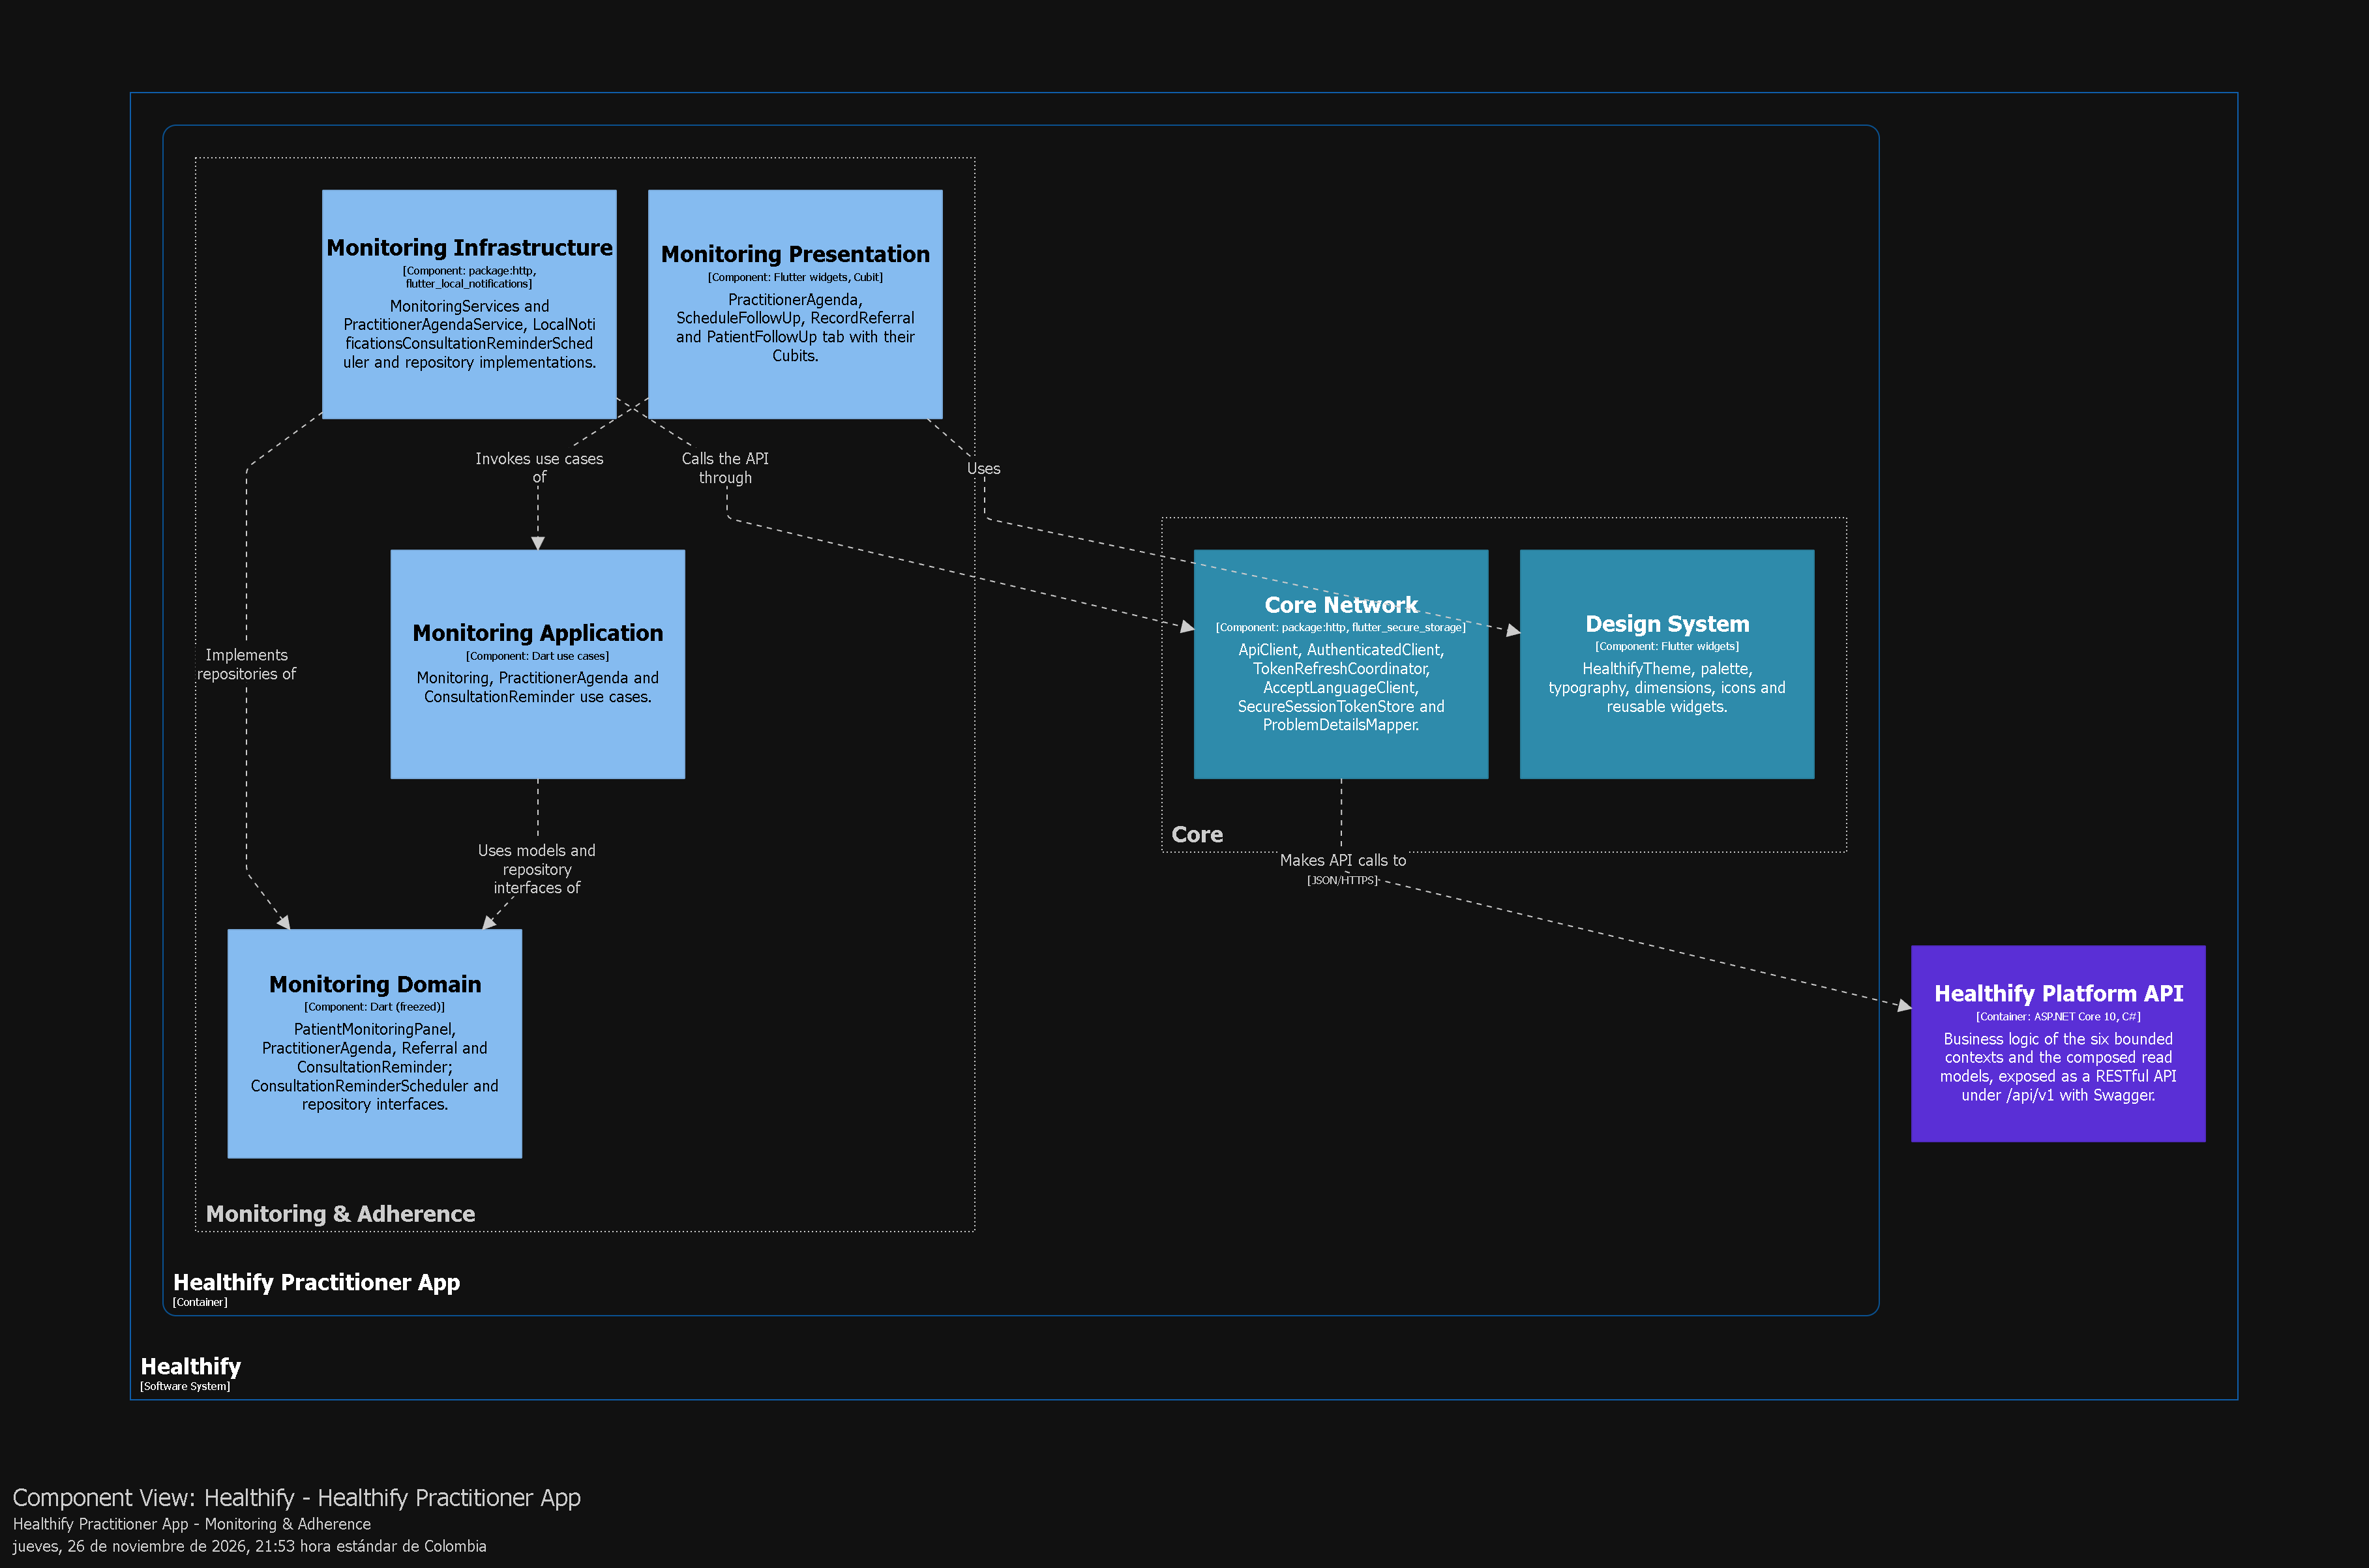 Monitoring Infrastructure
[Component: package:http,
flutter_local_notifications]
MonitoringServices and
PractitionerAgendaService, LocalNoti
ficationsConsultationReminderSched
uler and repository implementations.
Monitoring Presentation
[Component: Flutter widgets, Cubit]
PractitionerAgenda,
ScheduleFollowUp, RecordReferral
and PatientFollowUp tab with their
Cubits.
Invokes use cases
of
Calls the API
through
Uses
Implements
repositories of
Monitoring Application
[Component: Dart use cases]
Monitoring, PractitionerAgenda and
ConsultationReminder use cases.
Core Network
[Component: package:http, flutter_secure_storage]
ApiClient, AuthenticatedClient,
TokenRefreshCoordinator,
AcceptLanguageClient,
SecureSessionTokenStore and
ProblemDetailsMapper.
Design System
[Component: Flutter widgets]
HealthifyTheme, palette,
typography, dimensions, icons and
reusable widgets.
Core
Uses models and
repository
interfaces of
Makes API calls to
[JSON/HTTPS]
Monitoring Domain
[Component: Dart (freezed)]
PatientMonitoringPanel,
PractitionerAgenda, Referral and
ConsultationReminder;
ConsultationReminderScheduler and
repository interfaces.
Healthify Platform API
[Container: ASP.NET Core 10, C#]
Business logic of the six bounded
contexts and the composed read
models, exposed as a RESTful API
under /api/v1 with Swagger.
Monitoring & Adherence
Healthify Practitioner App
[Container]
Healthify
[Software System]
Component View: Healthify - Healthify Practitioner App
Healthify Practitioner App - Monitoring & Adherence
jueves, 26 de noviembre de 2026, 21:53 hora estándar de Colombia